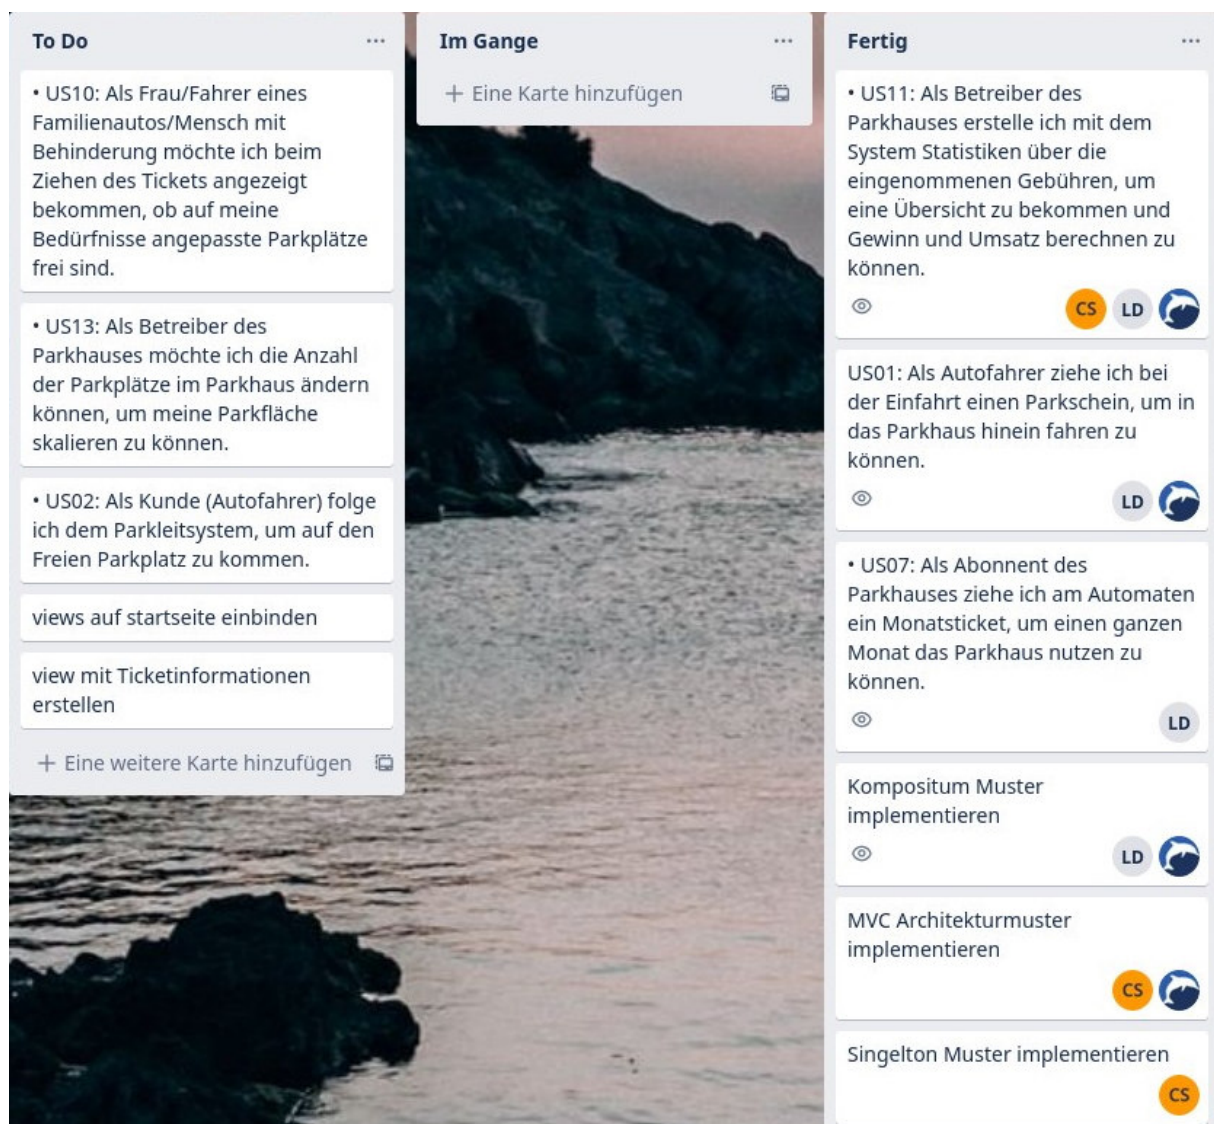 To Do
• US10: Als Frau/Fahrer eines
Familienautos/Mensch mit
Behinderung möchte ich beim
Ziehen des Tickets angezeigt
bekommen, ob auf meine
Bedürfnisse angepasste Parkplätze
frei sind.
• US13: Als Betreiber des
Parkhauses möchte ich die Anzahl
der Parkplätze im Parkhaus ändern
können, um meine Parkfläche
skalieren zu können.
• US02: Als Kunde (Autofahrer) folge
ich dem Parkleitsystem, um auf den
Freien Parkplatz zu kommen.
views auf startseite einbinden
view mit Ticketinformationen
erstellen
+ Eine weitere Karte hinzufügen
Im Gange
+ Eine Karte hinzufügen
Fertig
• US11: Als Betreiber des
Parkhauses erstelle ich mit dem
System Statistiken über die
eingenommenen Gebühren, um
eine Übersicht zu bekommen und
Gewinn und Umsatz berechnen zu
können.
CS LD
US01: Als Autofahrer ziehe ich bei
der Einfahrt einen Parkschein, um in
das Parkhaus hinein fahren zu
können.
LD
• US07: Als Abonnent des
Parkhauses ziehe ich am Automaten
ein Monatsticket, um einen ganzen
Monat das Parkhaus nutzen zu
können.
LD
Kompositum Muster
implementieren
LD
MVC Architekturmuster
implementieren
CS
Singelton Muster implementieren
CS